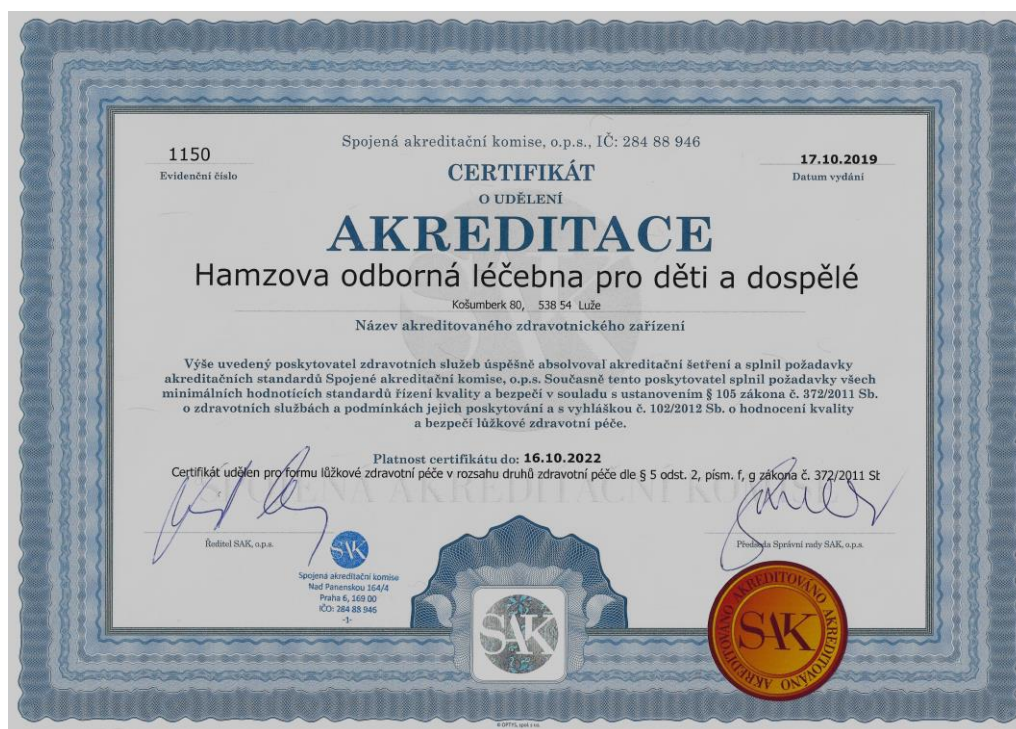 Spojená akreditační komise, o.p.s., IČ: 284 88 946
1150
Evidenční číslo
17.10.2019
Datum vydání
CERTIFIKÁT
O UDĚLENÍ
AKREDITACE
Hamzova odborná léčebna pro děti a dospělé
Košumberk 80, 538 54 Luže
Název akreditovaného zdravotnického zařízení
Výše uvedený poskytovatel zdravotních služeb úspěšně absolvoval akreditační šetření a splnil požadavky
akreditačních standardů Spojené akreditační komise, o.p.s. Současně tento poskytovatel splnil požadavky všech
minimálních hodnotících standardů řízení kvality a bezpečí v souladu s ustanovením § 105 zákona č. 372/2011 Sb.
o zdravotních službách a podmínkách jejich poskytování a s vyhláškou č. 102/2012 Sb. o hodnocení kvality
a bezpečí lůžkové zdravotní péče.
Platnost certifikátu do: 16.10.2022
Certifikát udělen pro formu lůžkové zdravotní péče v rozsahu druhů zdravotní péče dle § 5 odst. 2, písm. f, g zákona č. 372/2011 St
SPOJENÁ AKREDITAČNÍ KOMISE
Ředitel SAK, o.p.s.
Předseda Správní rady SAK, o.p.s.
SAK
Spojená akreditační komise
Nad Panenskou 164/4
Praha 6, 169 00
IČO: 284 88 946
-1-
SAK
AKREDITOVÁNO AKREDITOVÁNO AKREDITOVÁNO
SAK
© OPTYS, spol. s r.o.